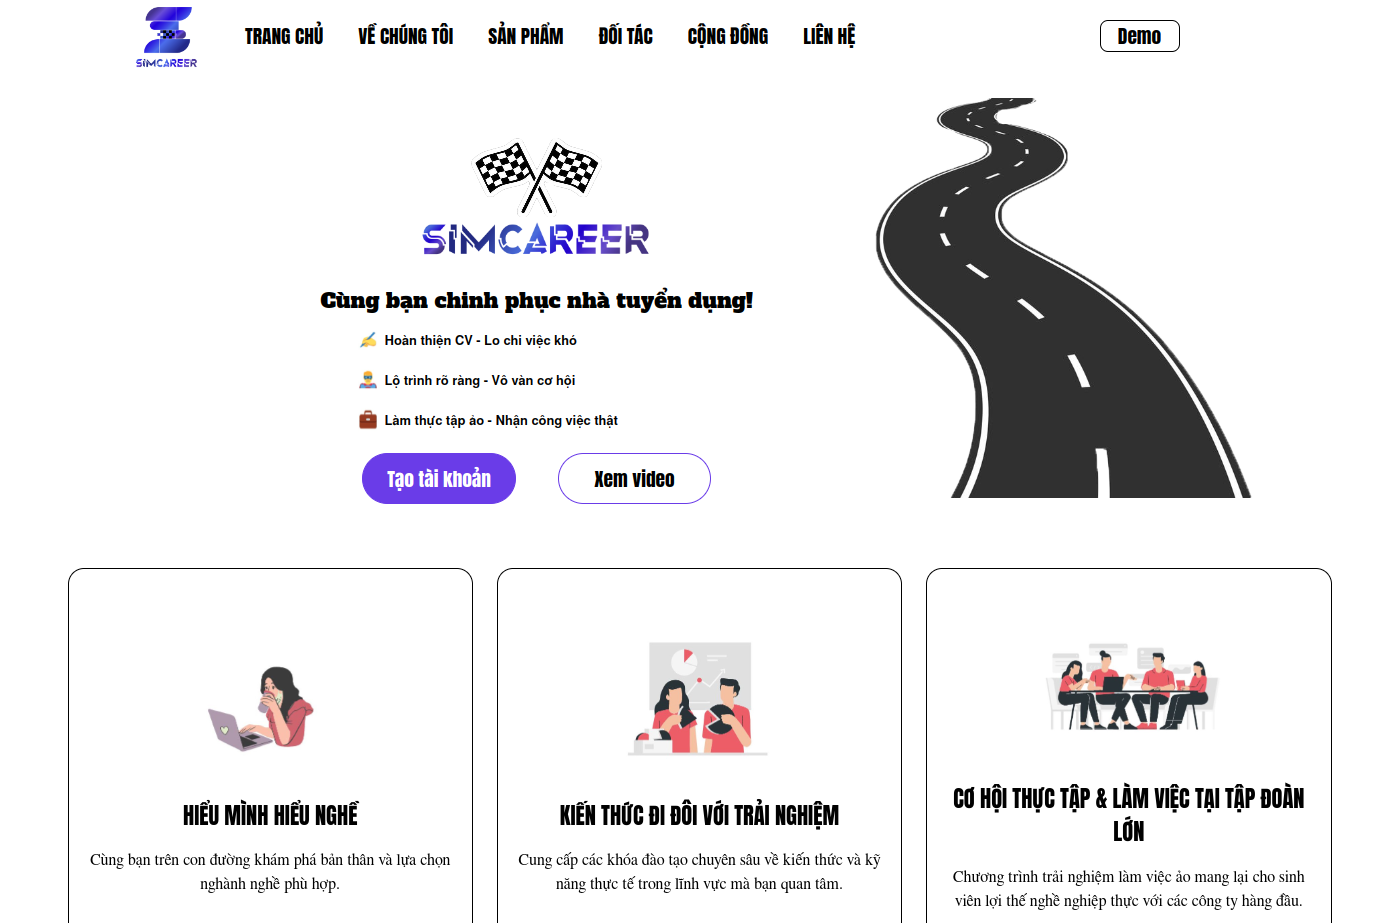 SIMCAREER
TRANG CHỦ
VỀ CHÚNG TÔI
SẢN PHẨM
ĐỐI TÁC
CỘNG ĐỒNG
LIÊN HỆ
Demo
SIMCAREER
Cùng bạn chinh phục nhà tuyển dụng!
✍ Hoàn thiện CV - Lo chi việc khó
Lộ trình rõ ràng - Vô vàn cơ hội
💼 Làm thực tập ảo - Nhận công việc thật
Tạo tài khoản
Xem video
HIỂU MÌNH HIỂU NGHỀ
Cùng bạn trên con đường khám phá bản thân và lựa chọn
nghành nghề phù hợp.
KIẾN THỨC ĐI ĐÔI VỚI TRẢI NGHIỆM
Cung cấp các khóa đào tạo chuyên sâu về kiến thức và kỹ
năng thực tế trong lĩnh vực mà bạn quan tâm.
CƠ HỘI THỰC TẬP & LÀM VIỆC TẠI TẬP ĐOÀN
LỚN
Chương trình trải nghiệm làm việc ảo mang lại cho sinh
viên lợi thế nghề nghiệp thực với các công ty hàng đầu.